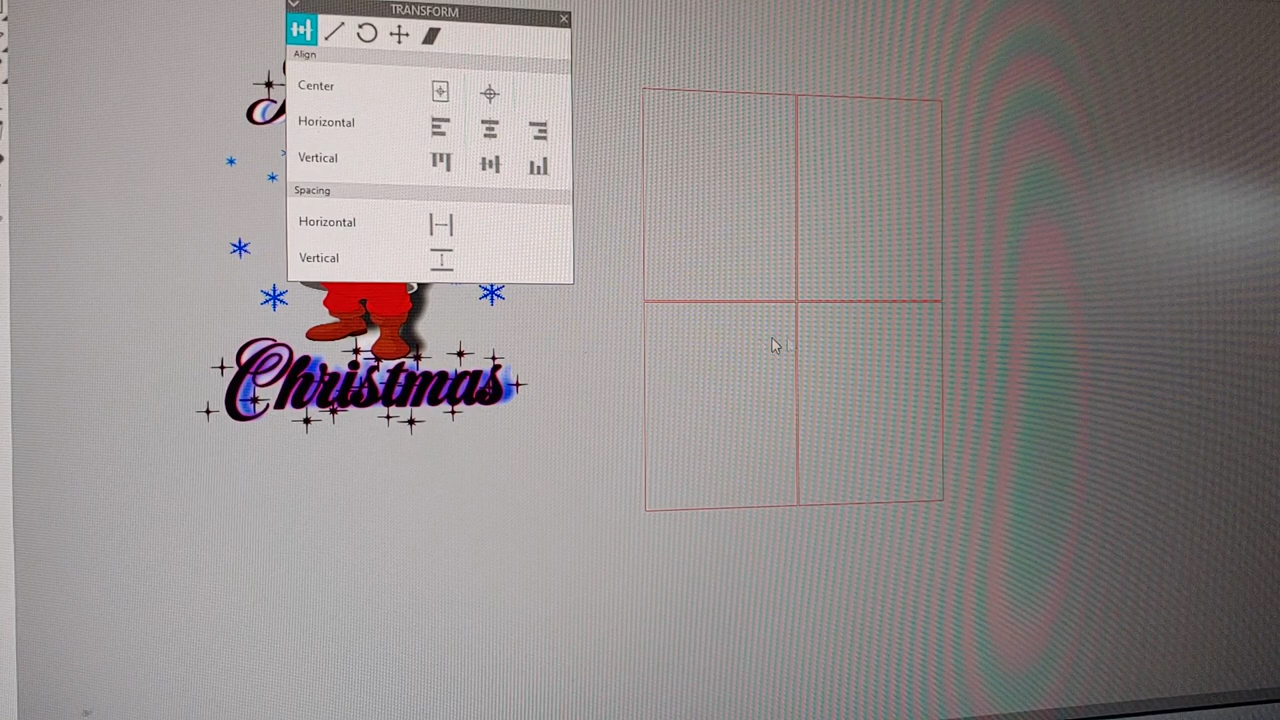 TRANSFORM
Align
Center
Horizontal
Vertical
Spacing
Horizontal
Vertical
Christmas